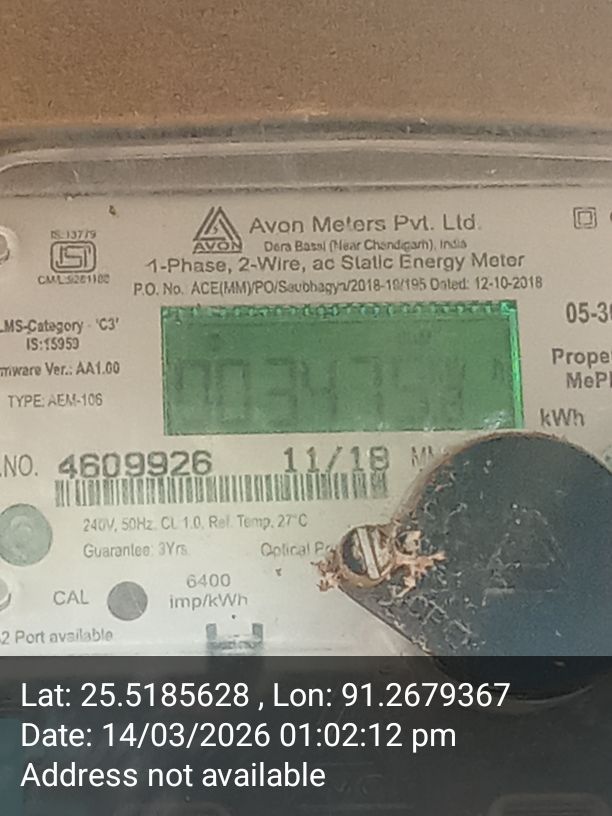 IS:13779
AVON
Avon Meters Pvt. Ltd.
Dera Bassi (Near Chandigarh), India
1-Phase, 2-Wire, ac Static Energy Meter
P.O. No. ACE(MM)/PO/Saubhagya/2018-19/195 Dated: 12-10-2018
LMS-Category - 'C3'
IS:15959
mware Ver.: AA1.00
TYPE: AEM-106
05-30
Prope
MePD
kWh
.NO. 4609926 11/18
240V, 50Hz, Cl. 1.0, Ref. Temp. 27°C
Guarantee: 3Yrs. Optical
CAL
6400
imp/kWh
2 Port available
Lat: 25.5185628 , Lon: 91.2679367
Date: 14/03/2026 01:02:12 pm
Address not available